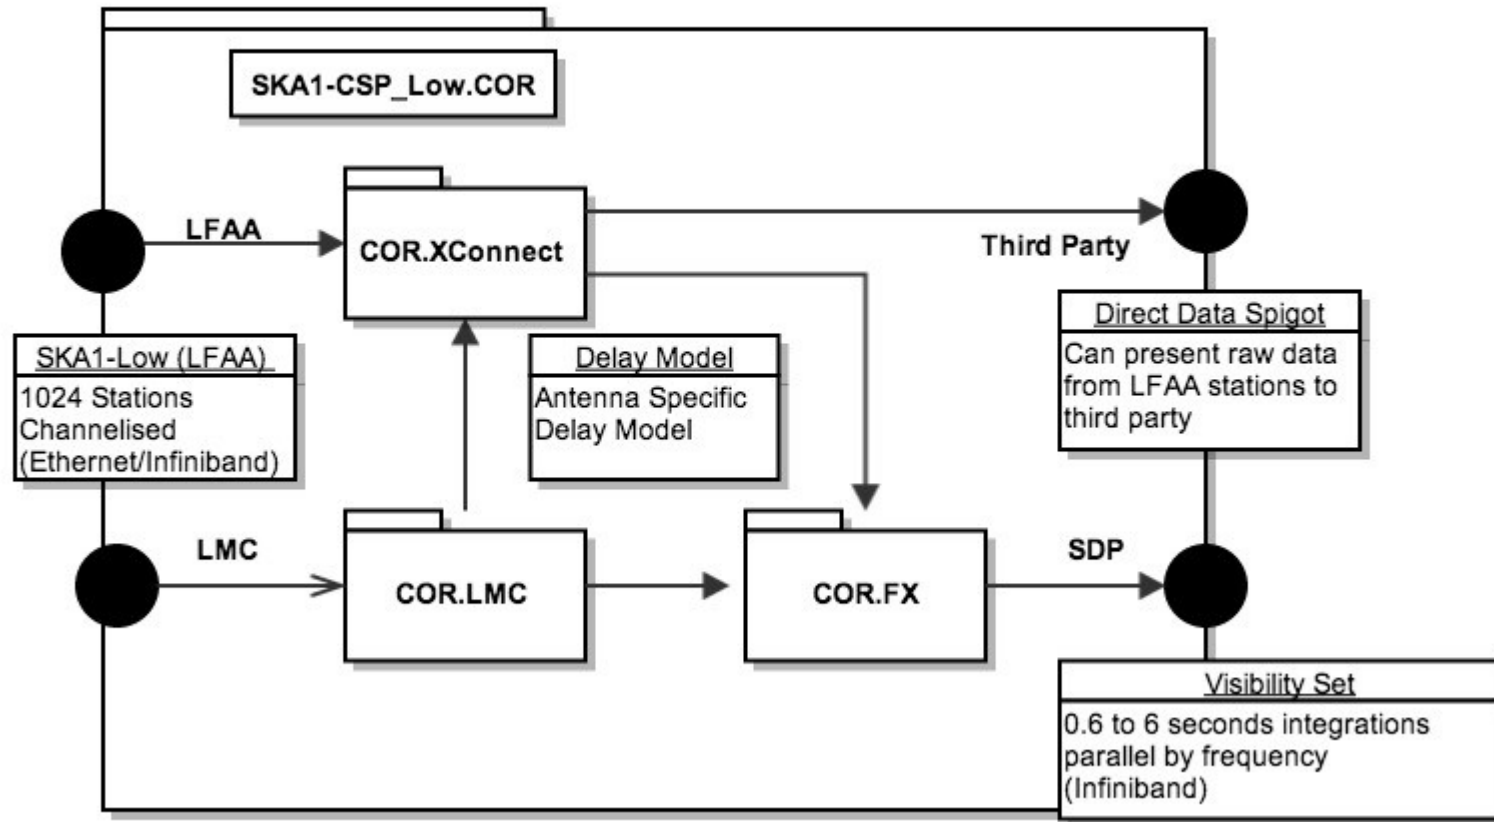 SKA1-CSP_Low.COR
LFAA
COR.XConnect
Third Party
SKA1-Low (LFAA)
1024 Stations
Channelised
(Ethernet/Infiniband)
Delay Model
Antenna Specific
Delay Model
Direct Data Spigot
Can present raw data
from LFAA stations to
third party
LMC
COR.LMC
COR.FX
SDP
Visibility Set
0.6 to 6 seconds integrations
parallel by frequency
(Infiniband)